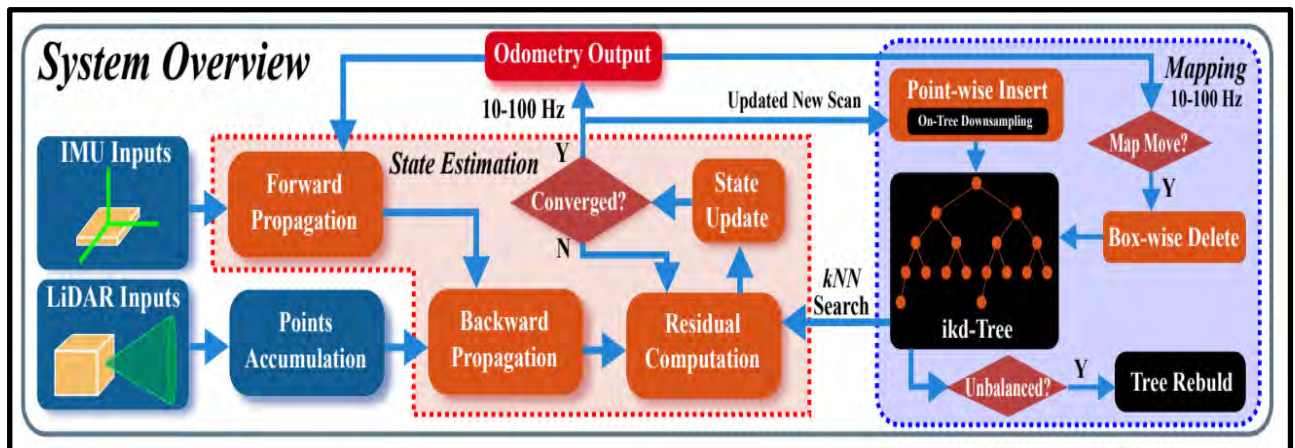 System Overview
Odometry Output
Mapping
10-100 Hz
10-100 Hz
Updated New Scan
Point-wise Insert
On-Tree Downsampling
Map Move?
IMU Inputs
State Estimation
Y
Forward
Propagation
Converged?
State
Update
Y
N
Box-wise Delete
kNN
Search
LiDAR Inputs
Points
Accumulation
Backward
Propagation
Residual
Computation
ikd-Tree
Unbalanced?
Y
Tree Rebuld